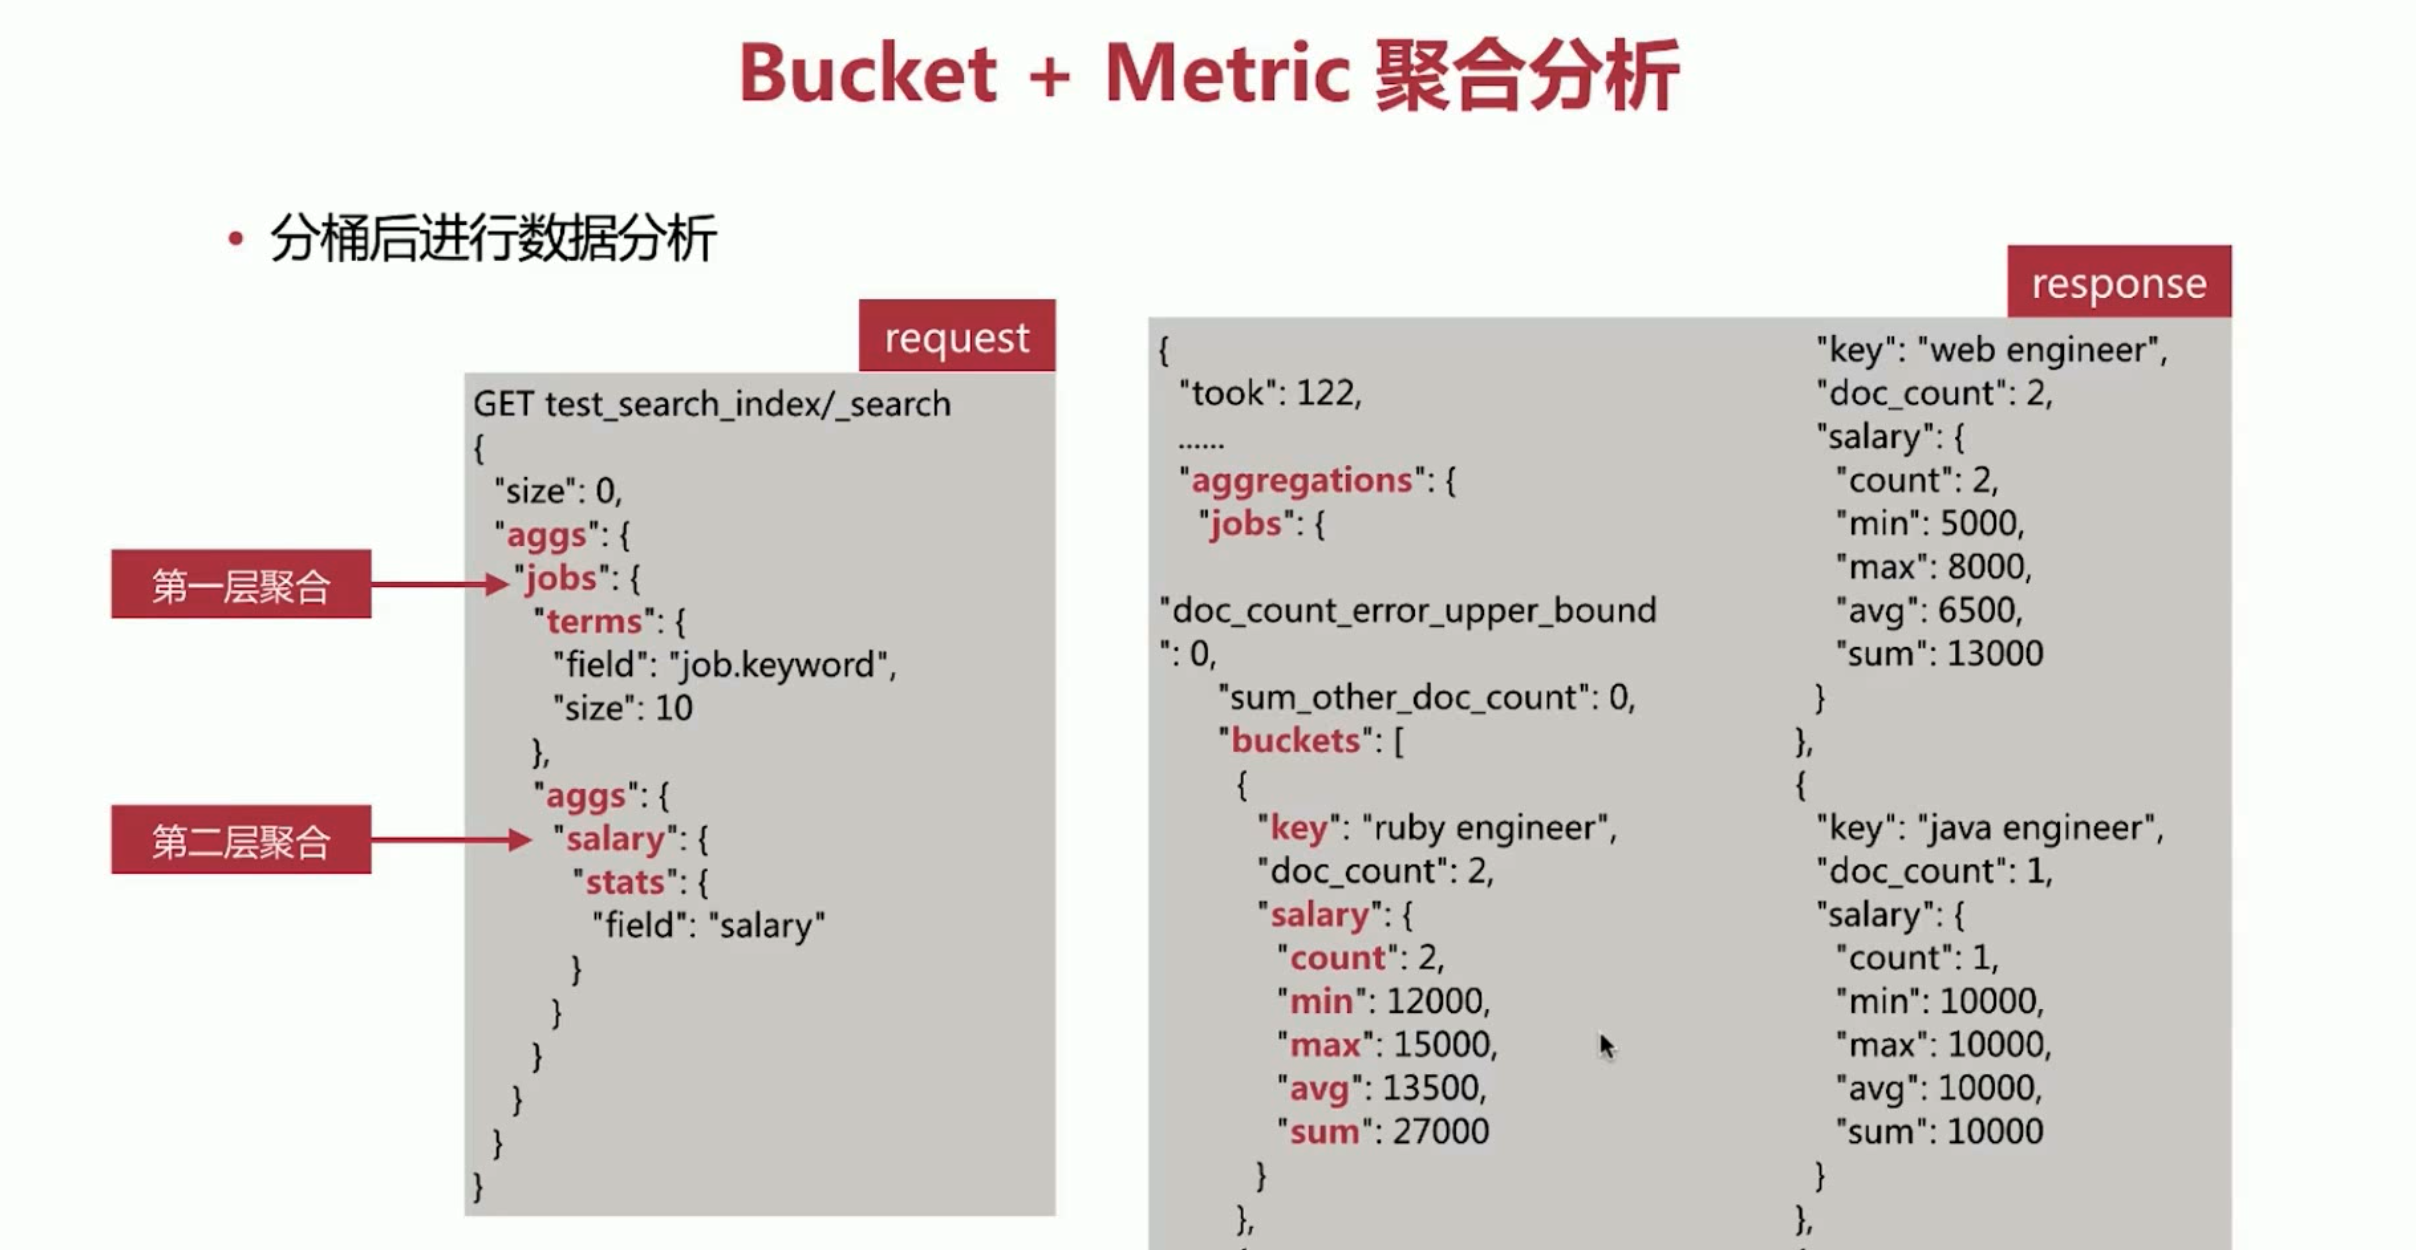 Bucket + Metric 聚合分析
• 分桶后进行数据分析
request
GET test_search_index/_search
{
"size": 0,
"aggs": {
"jobs": {
"terms": {
"field": "job.keyword",
"size": 10
},
"aggs": {
"salary": {
"stats": {
"field": "salary"
}
}
}
}
}
}
第一层聚合
第二层聚合
response
{
"took": 122,
......
"aggregations": {
"jobs": {
"doc_count_error_upper_bound
": 0,
"sum_other_doc_count": 0,
"buckets": [
{
"key": "ruby engineer",
"doc_count": 2,
"salary": {
"count": 2,
"min": 12000,
"max": 15000,
"avg": 13500,
"sum": 27000
}
},
"key": "web engineer",
"doc_count": 2,
"salary": {
"count": 2,
"min": 5000,
"max": 8000,
"avg": 6500,
"sum": 13000
}
},
{
"key": "java engineer",
"doc_count": 1,
"salary": {
"count": 1,
"min": 10000,
"max": 10000,
"avg": 10000,
"sum": 10000
}
},